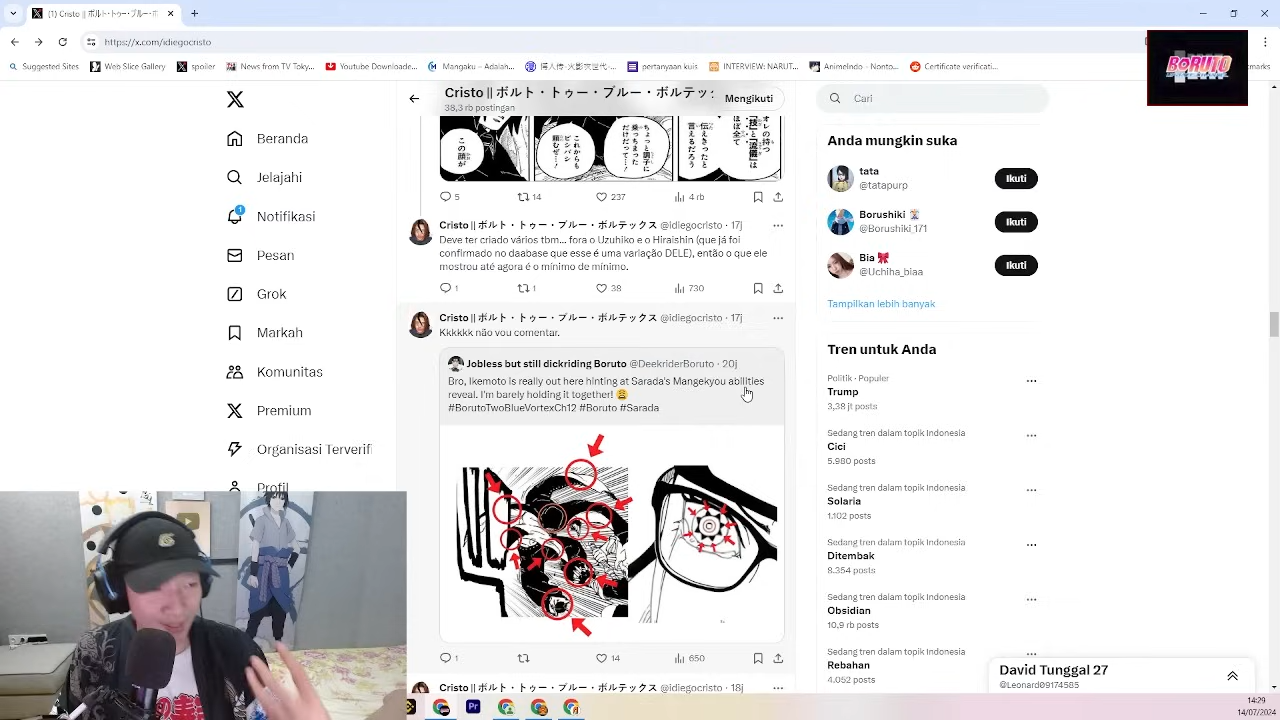 (1) Cristo || ボルト・トゥー
https://x.com/idiegocristo
Suggested Sites
Web Slice Gallery
spoiler
News from TV Tokyo...
Youtube Downloader...
pertanyaan kuis
INTERVIEW NARUT...
Animeindo - Nonto...
Certificate verificati...
BORUTO
Cristo || ボルト・トゥー・ブルー・ボルテッ
38,3 rb postingan
Mengikuti
Cari
Beranda
Jelajahi
1
Notifikasi
Pesan
Grok
Markah
Komunitas
Premium
Organisasi Terverifi
Profil
5
14
237
4 rb
Cristo || ボルト・トゥー・ブルー・ボルテックス @idiegocristo · 17j
Deve ter criado vários tbm... fora o Uzuhiko e o Hiraishin (que já foi
confirmado no daabase que esse é uma variação DELE), então o que ele
mostrou até agora é o mínimo de mínimo.
1
1
38
730
Cristo || ボルト・トゥー・ブルー・ボルテックス @idiegocristo · 17j
Kkkkkk não vou comentar.
Jobless but still dickriding Boruto @DeekriderBoruto · 20j
Bro, Ikemoto is really out here hinting at Sarada's Mangekyou abilities
reveal. I'm barely holding it together! 😩
#BorutoTwoBlueVortexCh12 #Boruto #Sarada
1
14
650
Cristo || ボルト・トゥー・ブルー・ボルテックス @idiegocristo · 18j
Anda mungkin suka
tata
@tatapurp
Ikuti
Borushiki
@Borushiki_171
Ikuti
Bia 🎀
@Uchiha_biaa
Ikuti
Tampilkan lebih banyak
Tren untuk Anda
Politik · Populer
Trump
3,38 jt posts
Sedang tren dalam topik Indonesia
Cici
5.980 posts
Sedang tren dalam topik Indonesia
Solaria
1.102 posts
Sedang tren dalam topik Indonesia
Ditembak
8.354 posts
Sedang tren dalam topik Indonesia
Obsidian
10,9 rb posts
Sedang tren dalam topik Indonesia
Rebahan
4.052 posts
David Tunggal 27
@Leonard09174585
Pr
14:29
14/07/2024